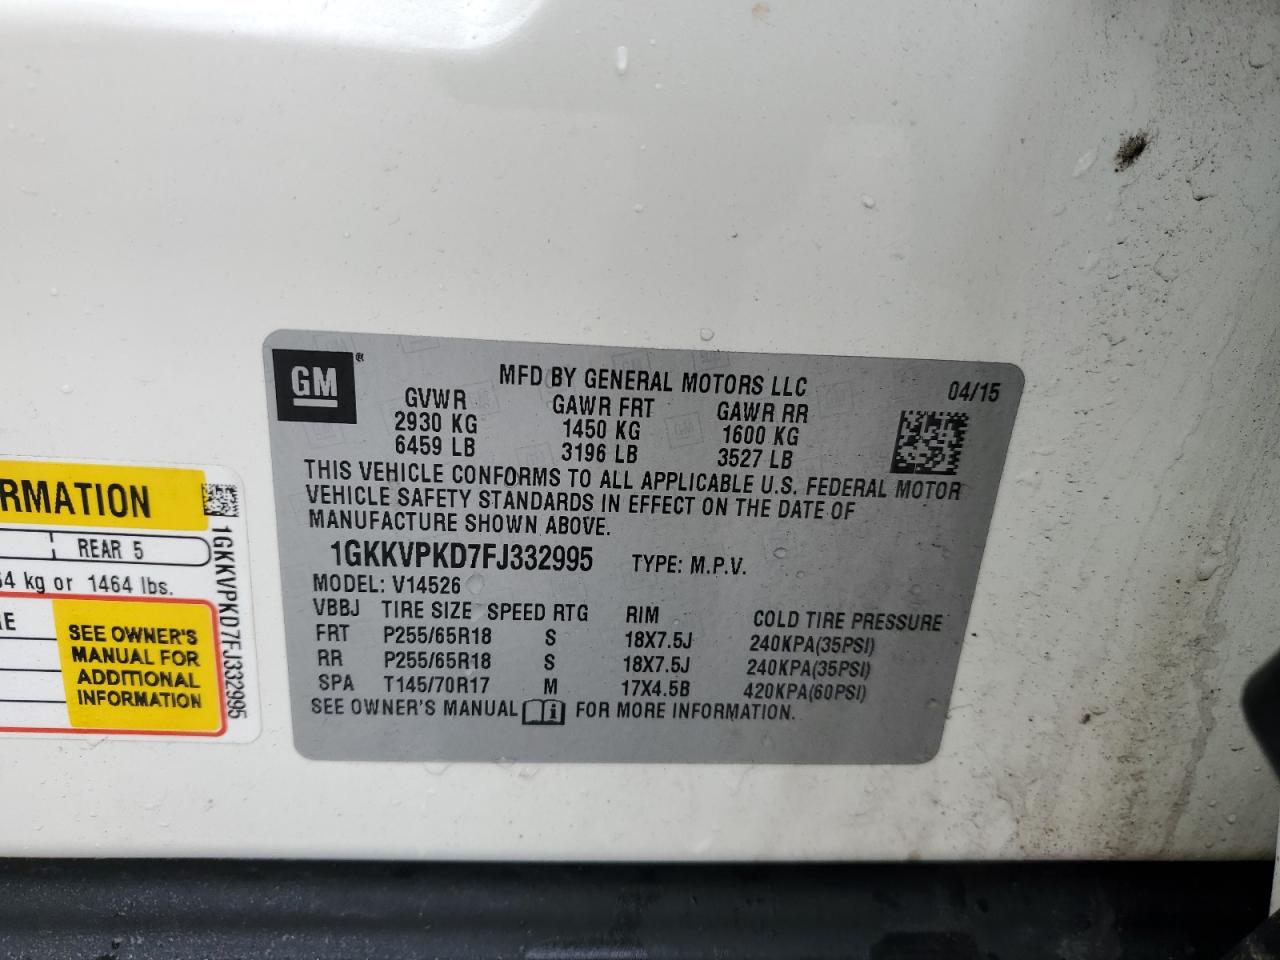 GM
MFD BY GENERAL MOTORS LLC 04/15
GVWR GAWR FRT GAWR RR
2930 KG 1450 KG 1600 KG
6459 LB 3196 LB 3527 LB
THIS VEHICLE CONFORMS TO ALL APPLICABLE U.S. FEDERAL MOTOR
VEHICLE SAFETY STANDARDS IN EFFECT ON THE DATE OF
MANUFACTURE SHOWN ABOVE.
1GKKVPKD7FJ332995 TYPE: M.P.V.
MODEL: V14526
VBBJ TIRE SIZE SPEED RTG RIM COLD TIRE PRESSURE
FRT P255/65R18 S 18X7.5J 240KPA(35PSI)
RR P255/65R18 S 18X7.5J 240KPA(35PSI)
SPA T145/70R17 M 17X4.5B 420KPA(60PSI)
SEE OWNER'S MANUAL FOR MORE INFORMATION.
RMATION
REAR 5
kg or 1464 lbs.
SEE OWNER'S
MANUAL FOR
ADDITIONAL
INFORMATION
1GKKVPKD7FJ332995